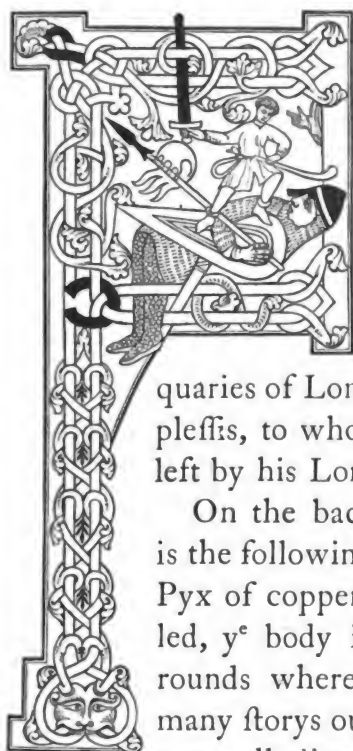 quaries of Lon
pleſſis, to who
left by his Lor
On the bac
is the followin
Pyx of copper
led, yᵉ body i
rounds where
many ſtorys ou